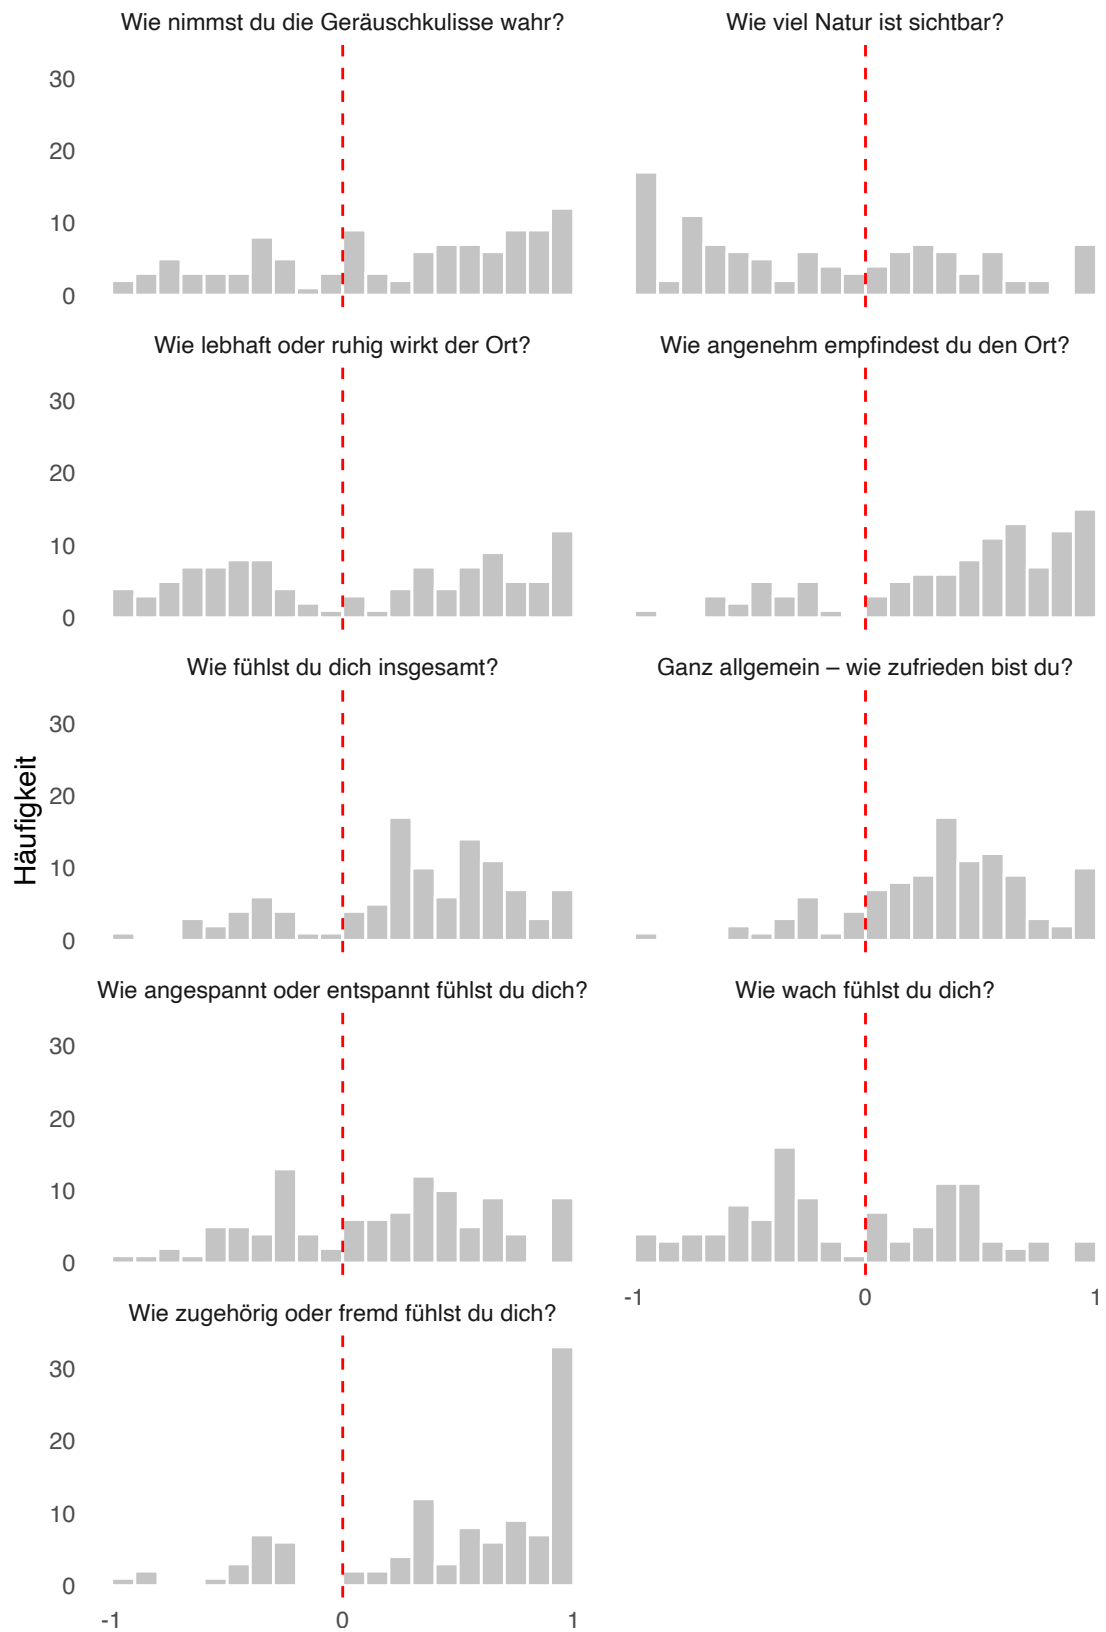 Wie nimmst du die Geräuschkulisse wahr?
Wie viel Natur ist sichtbar?
30
20
10
0
Wie lebhaft oder ruhig wirkt der Ort?
Wie angenehm empfindest du den Ort?
30
20
10
0
Wie fühlst du dich insgesamt?
Ganz allgemein – wie zufrieden bist du?
30
20
10
0
Häufigkeit
Wie angespannt oder entspannt fühlst du dich?
Wie wach fühlst du dich?
30
20
10
0
-1 0 1
Wie zugehörig oder fremd fühlst du dich?
30
20
10
0
-1 0 1